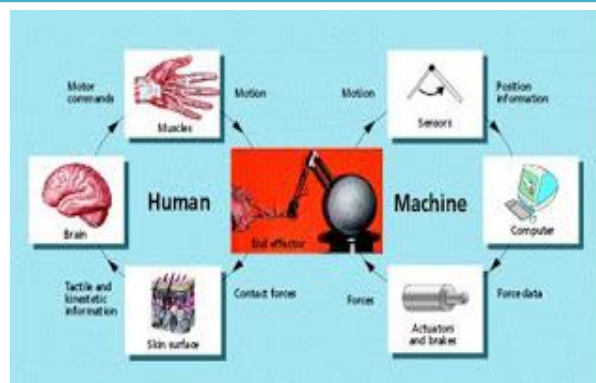 Motor
commands
Muscles
Motion
Motion
Sensors
Position
information
Brain
Human
End effector
Machine
Computer
Tactile and
kinestetic
information
Skin surface
Contact forces
Forces
Actuators
and brakes
Force data